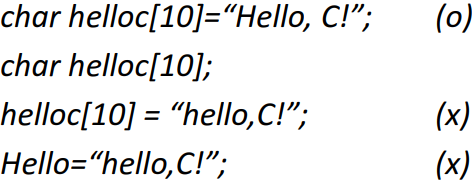 char helloc[10]=“Hello, C!”; (o)
char helloc[10];
helloc[10] = “hello,C!”; (x)
Hello=“hello,C!”; (x)